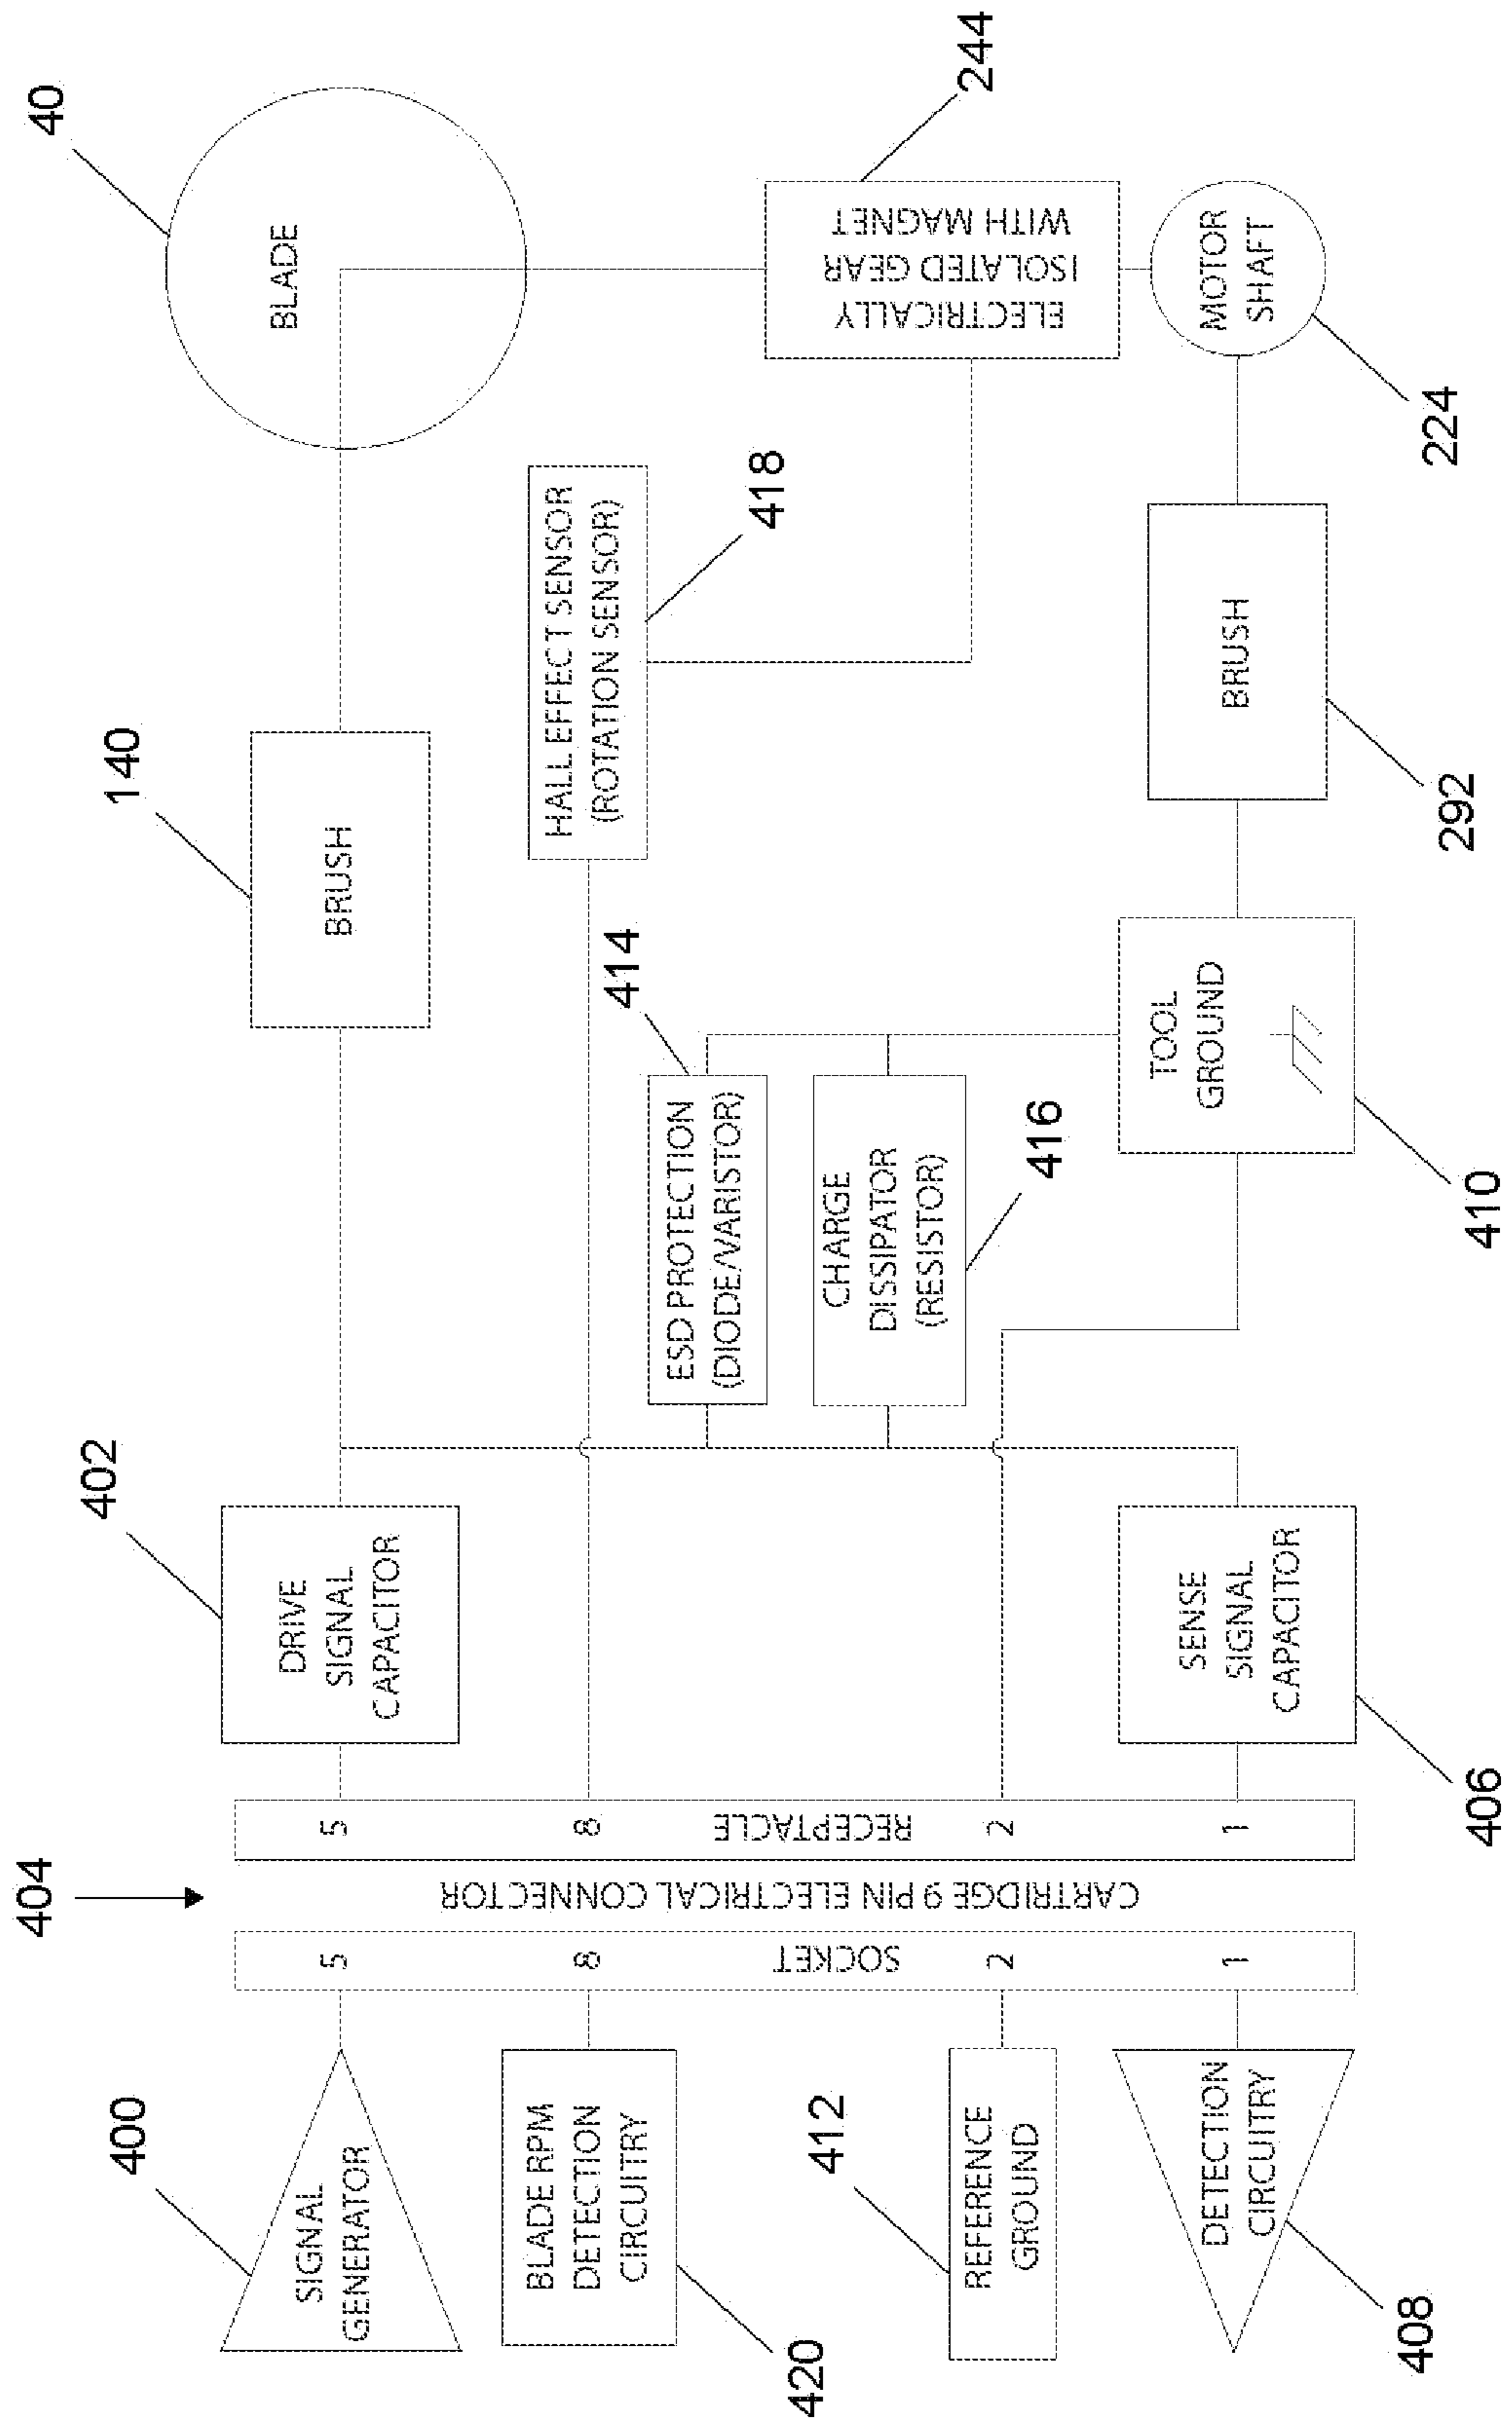 404
400
SIGNAL
GENERATOR
5
5
402
DRIVE
SIGNAL
CAPACITOR
140
BRUSH
40
BLADE
420
BLADE RPM
DETECTION
CIRCUITRY
8
8
HALL EFFECT SENSOR
(ROTATION SENSOR)
418
SOCKET
CARTRIDGE 9 PIN ELECTRICAL CONNECTOR
RECEPTACLE
414
ESD PROTECTION
(DIODE/VARISTOR)
CHARGE
DISSIPATOR
(RESISTOR)
416
ELECTRICALLY
ISOLATED GEAR
WITH MAGNET
244
412
REFERENCE
GROUND
2
2
408
DETECTION
CIRCUITRY
1
1
SENSE
SIGNAL
CAPACITOR
406
TOOL
GROUND
410
BRUSH
292
MOTOR
SHAFT
224